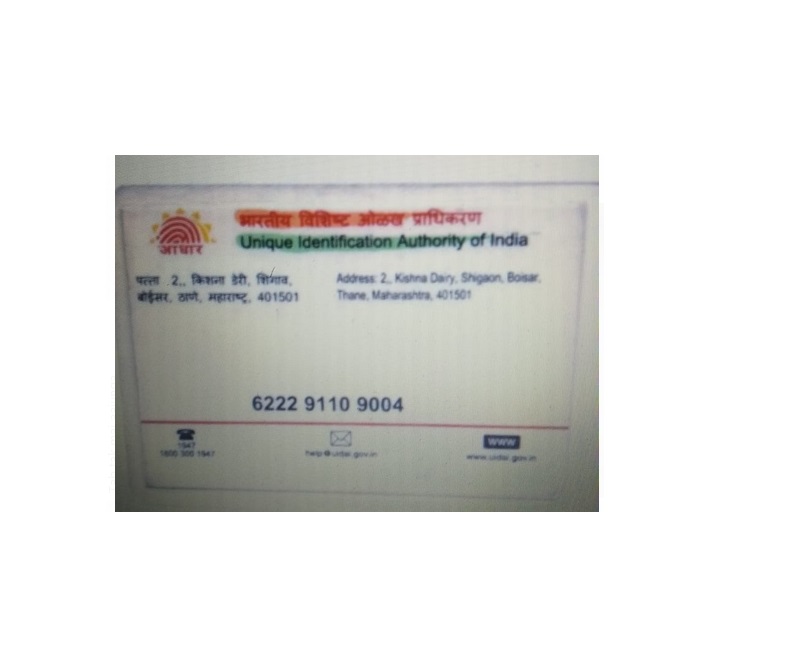 भारतीय विशिष्ट ओळख प्राधिकरण
Unique Identification Authority of India
आधार
पत्ता 2,, किशना डेरी, शिगाव,
बोईसर, ठाणे, महाराष्ट्र, 401501
Address: 2,, Kishna Dairy, Shigaon, Boisar,
Thane, Maharashtra, 401501
6222 9110 9004
1947
1800 300 1947
help@uidai.gov.in
www
www.uidai.gov.in